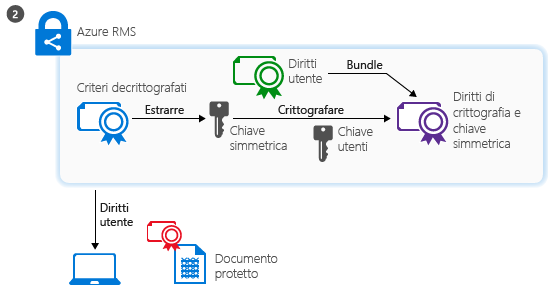 2
Azure RMS
Diritti
utente
Bundle
Criteri decrittografati
Estrarre
Crittografare
Chiave
simmetrica
Chiave
utenti
Diritti di
crittografia e
chiave
simmetrica
Diritti
utente
Documento
protetto